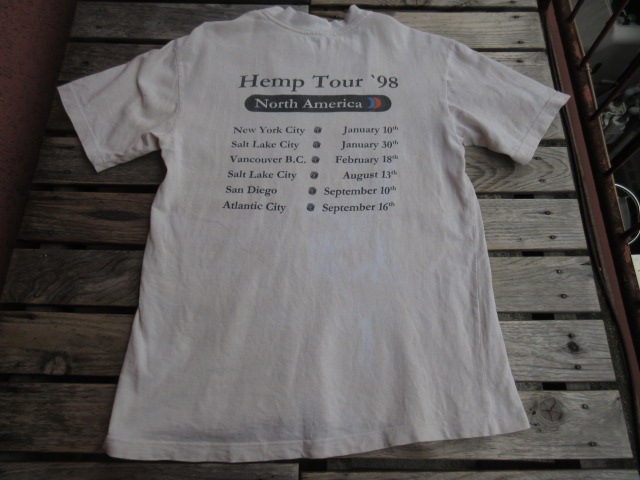 Hemp Tour `98
North America
New York City January 10th
Salt Lake City January 30th
Vancouver B.C. February 18th
Salt Lake City August 13th
San Diego September 10th
Atlantic City September 16th